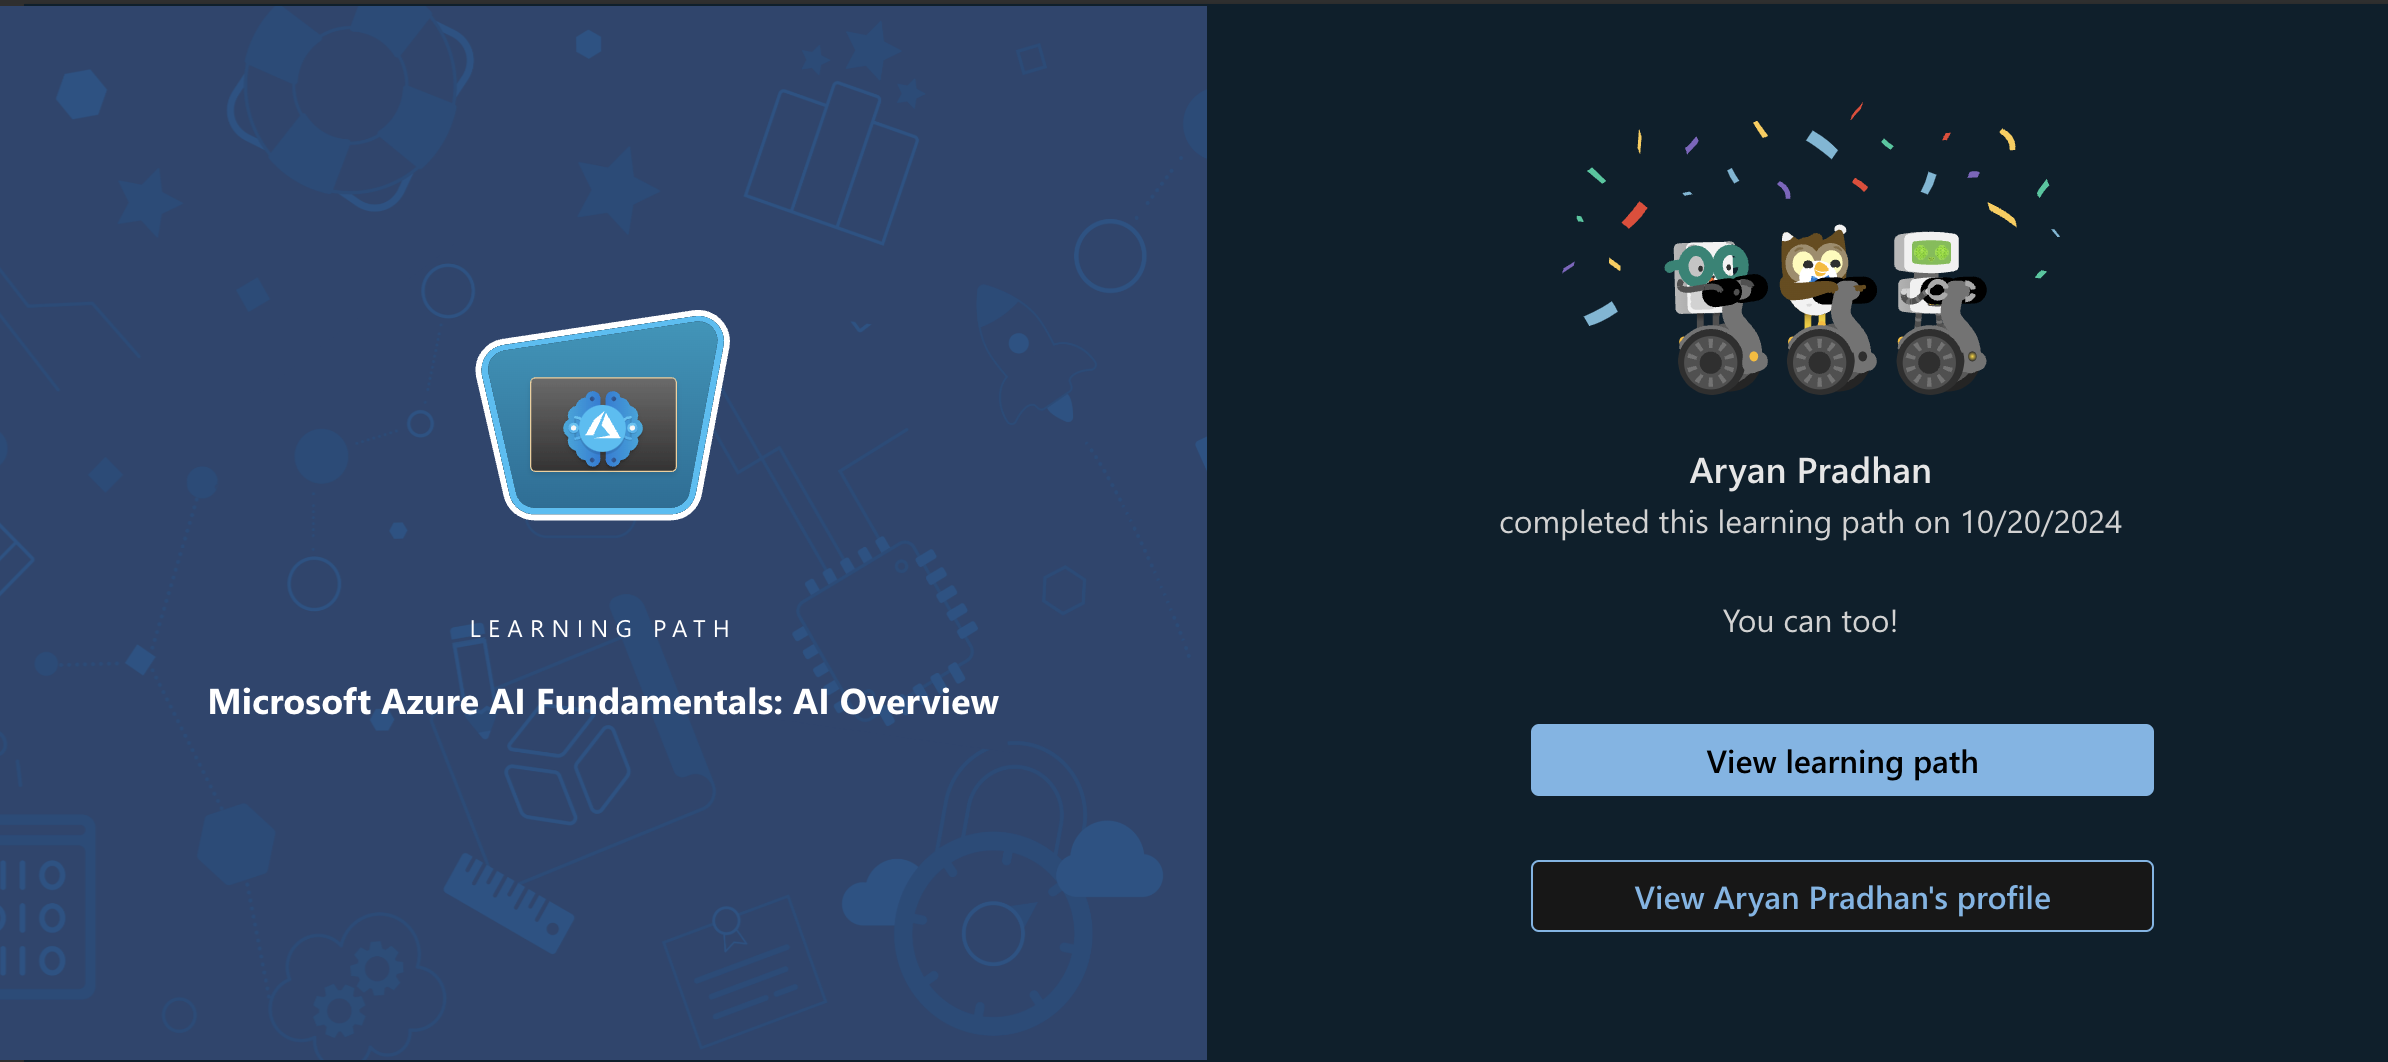 LEARNING PATH
Microsoft Azure AI Fundamentals: AI Overview
Aryan Pradhan
completed this learning path on 10/20/2024
You can too!
View learning path
View Aryan Pradhan's profile